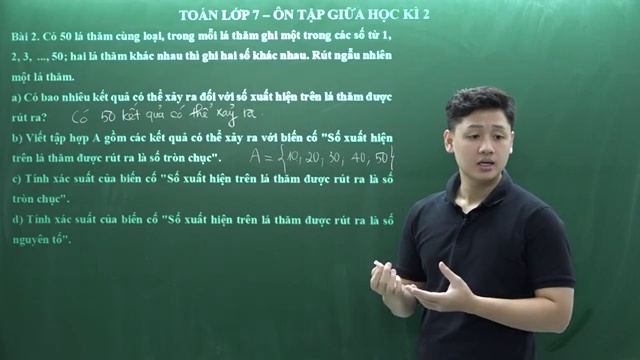 TOÁN LỚP 7 – ÔN TẬP GIỮA HỌC KÌ 2
Bài 2. Có 50 lá thăm cùng loại, trong mỗi lá thăm ghi một trong các số từ 1,
2, 3, ..., 50; hai lá thăm khác nhau thì ghi hai số khác nhau. Rút ngẫu nhiên
một lá thăm.
a) Có bao nhiêu kết quả có thể xảy ra đối với số xuất hiện trên lá thăm được
rút ra? Có 50 kết quả có thể xảy ra.
b) Viết tập hợp A gồm các kết quả có thể xảy ra với biến cố "Số xuất hiện
trên lá thăm được rút ra là số tròn chục". A = {10, 20, 30, 40, 50}
c) Tính xác suất của biến cố "Số xuất hiện trên lá thăm được rút ra là số
tròn chục".
d) Tính xác suất của biến cố "Số xuất hiện trên lá thăm được rút ra là số
nguyên tố".